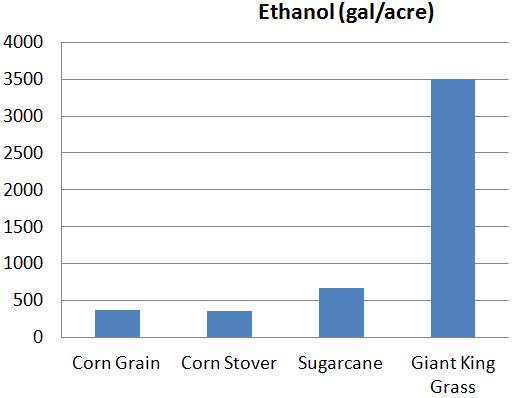 Ethanol (gal/acre)
4000
3500
3000
2500
2000
1500
1000
500
0
Corn Grain
Corn Stover
Sugarcane
Giant King
Grass